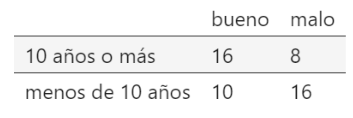 bueno malo
10 años o más 16 8
menos de 10 años 10 16